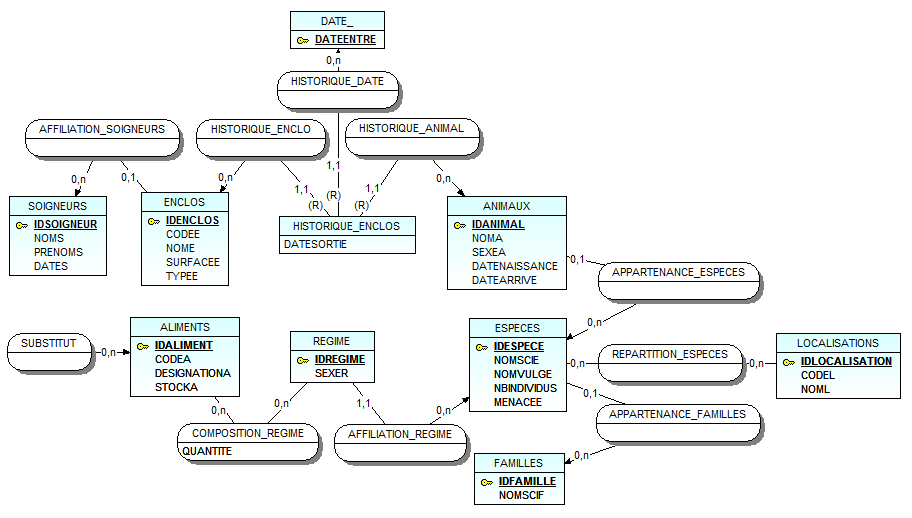 DATE_
DATEENTRE
0,n
HISTORIQUE_DATE
AFFILIATION_SOIGNEURS
HISTORIQUE_ENCLO
HISTORIQUE_ANIMAL
0,n
0,1
0,n
1,1
1,1
1,1
0,n
(R)
(R)
(R)
SOIGNEURS
IDSOIGNEUR
NOMS
PRENOMS
DATES
ENCLOS
IDENCLOS
CODEE
NOME
SURFACEE
TYPEE
HISTORIQUE_ENCLOS
DATESORTIE
ANIMAUX
IDANIMAL
NOMA
SEXEA
DATENAISSANCE
DATEARRIVE
0,1
APPARTENANCE_ESPECES
0,n
SUBSTITUT
0,n
ALIMENTS
IDALIMENT
CODEA
DESIGNATIONA
STOCKA
REGIME
IDREGIME
SEXER
ESPECES
IDESPECE
NOMSCIE
NOMVULGE
NBINDIVIDUS
MENACEE
0,n
REPARTITION_ESPECES
0,n
LOCALISATIONS
IDLOCALISATION
CODEL
NOML
0,1
0,n
0,n
1,1
0,n
APPARTENANCE_FAMILLES
COMPOSITION_REGIME
QUANTITE
AFFILIATION_REGIME
0,n
FAMILLES
IDFAMILLE
NOMSCIF